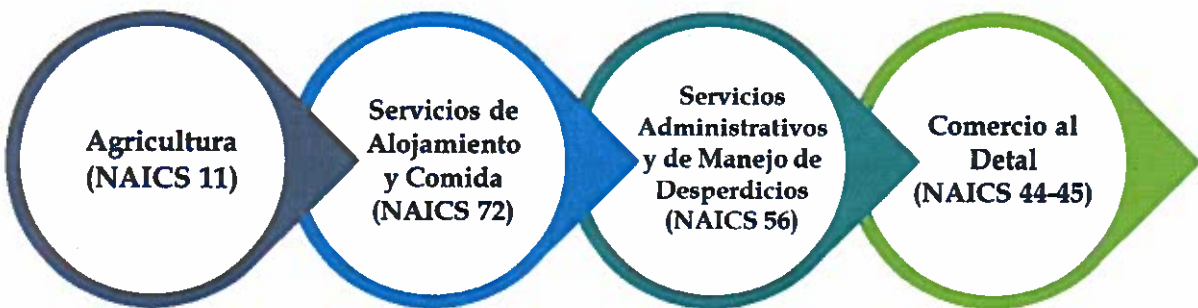 Agricultura
(NAICS 11)
Servicios de
Alojamiento
y Comida
(NAICS 72)
Servicios
Administrativos
y de Manejo de
Desperdicios
(NAICS 56)
Comercio al
Detal
(NAICS 44-45)